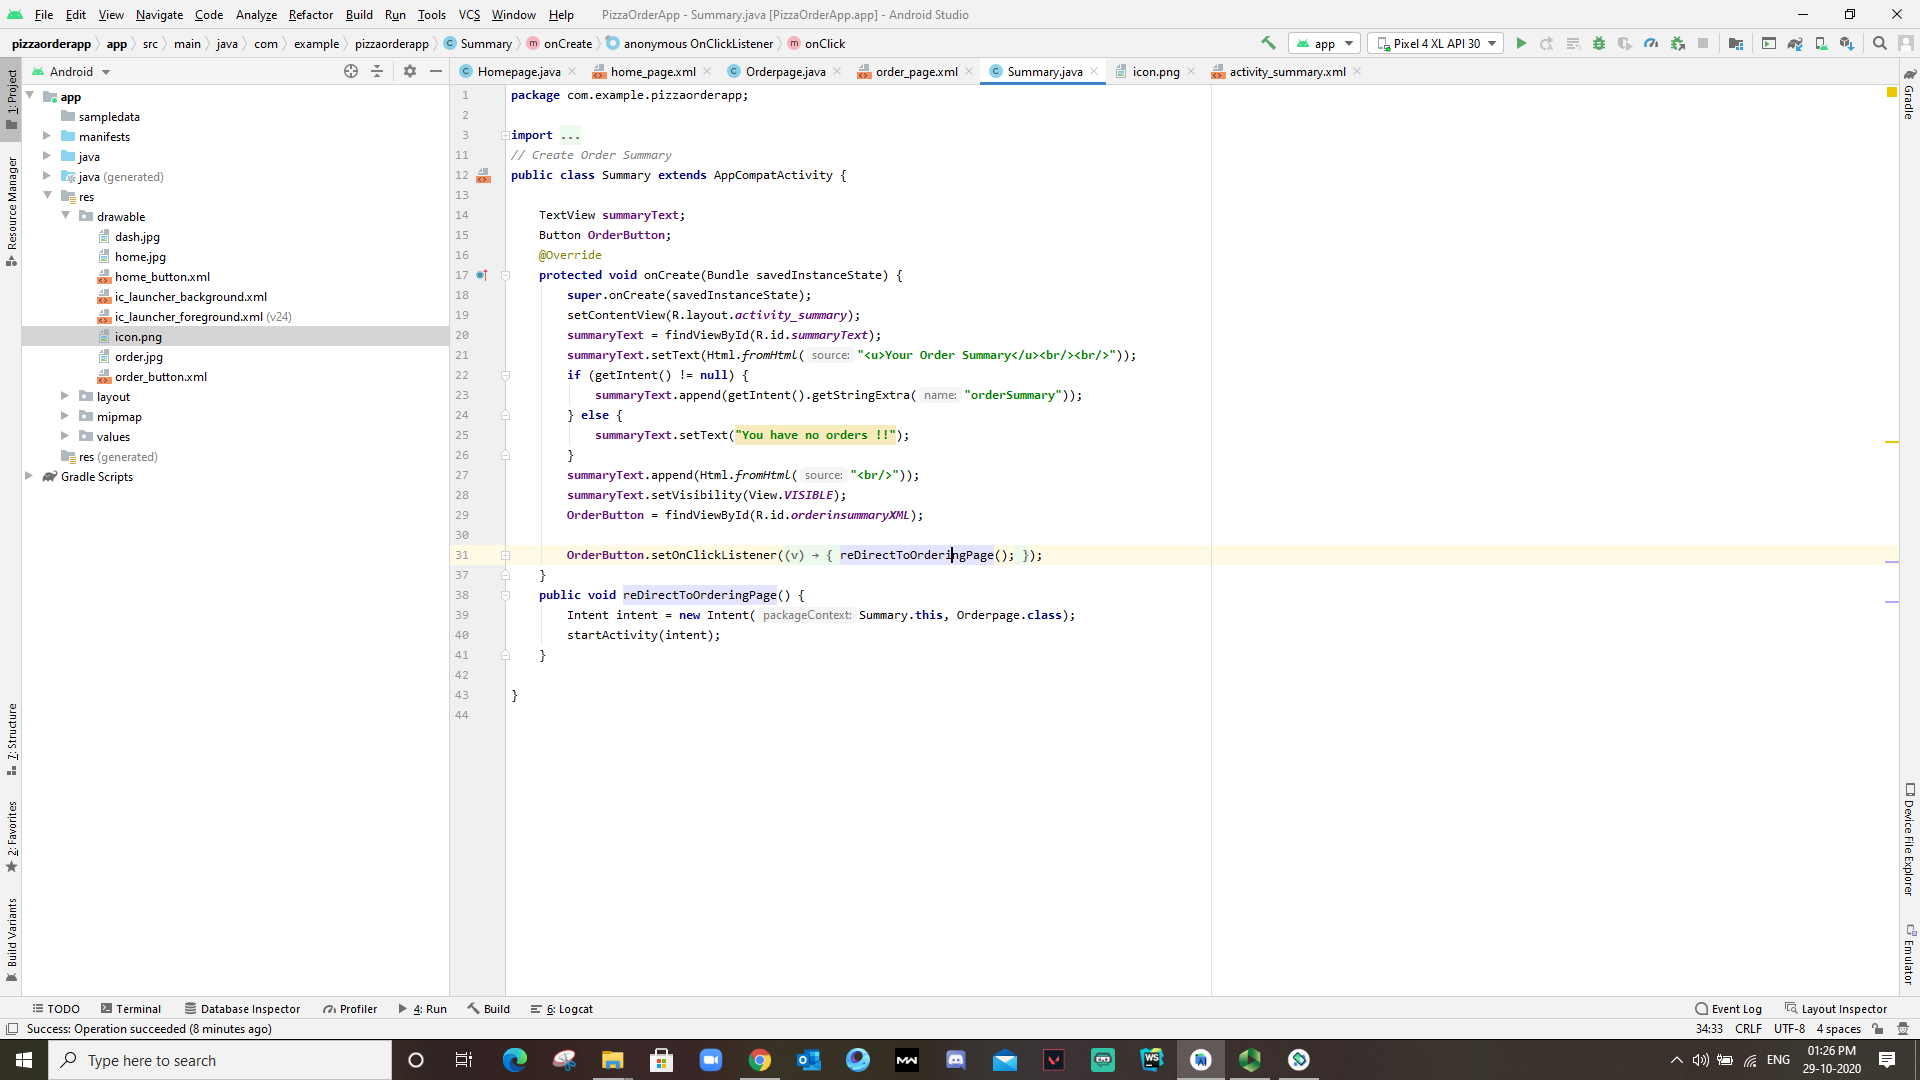 File Edit View Navigate Code Analyze Refactor Build Run Tools VCS Window Help PizzaOrderApp - Summary.java [PizzaOrderApp.app] - Android Studio
pizzaorderapp app src main java com example pizzaorderapp Summary onCreate anonymous OnClickListener onClick app Pixel 4 XL API 30
Android
Homepage.java home_page.xml Orderpage.java order_page.xml Summary.java icon.png activity_summary.xml
1: Project
Resource Manager
7: Structure
2: Favorites
Build Variants
app
sampledata
manifests
java
java (generated)
res
drawable
dash.jpg
home.jpg
home_button.xml
ic_launcher_background.xml
ic_launcher_foreground.xml (v24)
icon.png
order.jpg
order_button.xml
layout
mipmap
values
res (generated)
Gradle Scripts
1 package com.example.pizzaorderapp;
2
3 import ...
11 // Create Order Summary
12 public class Summary extends AppCompatActivity {
13
14 TextView summaryText;
15 Button OrderButton;
16 @Override
17 protected void onCreate(Bundle savedInstanceState) {
18 super.onCreate(savedInstanceState);
19 setContentView(R.layout.activity_summary);
20 summaryText = findViewById(R.id.summaryText);
21 summaryText.setText(Html.fromHtml( source: "<u>Your Order Summary</u><br/><br/>"));
22 if (getIntent() != null) {
23 summaryText.append(getIntent().getStringExtra( name: "orderSummary"));
24 } else {
25 summaryText.setText("You have no orders !!");
26 }
27 summaryText.append(Html.fromHtml( source: "<br/>"));
28 summaryText.setVisibility(View.VISIBLE);
29 OrderButton = findViewById(R.id.orderinsummaryXML);
30
31 OrderButton.setOnClickListener((v) → { reDirectToOrderingPage(); });
37 }
38 public void reDirectToOrderingPage() {
39 Intent intent = new Intent( packageContext: Summary.this, Orderpage.class);
40 startActivity(intent);
41 }
42
43 }
44
Gradle
Device File Explorer
Emulator
TODO Terminal Database Inspector Profiler 4: Run Build 6: Logcat Event Log Layout Inspector
Success: Operation succeeded (8 minutes ago) 34:33 CRLF UTF-8 4 spaces
Type here to search
MW
WS
ENG
01:26 PM
29-10-2020